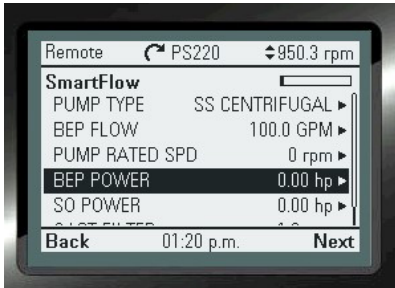 Remote PS220 950.3 rpm
SmartFlow
PUMP TYPE SS CENTRIFUGAL
BEP FLOW 100.0 GPM
PUMP RATED SPD 0 rpm
BEP POWER 0.00 hp
SO POWER 0.00 hp
Back 01:20 p.m. Next